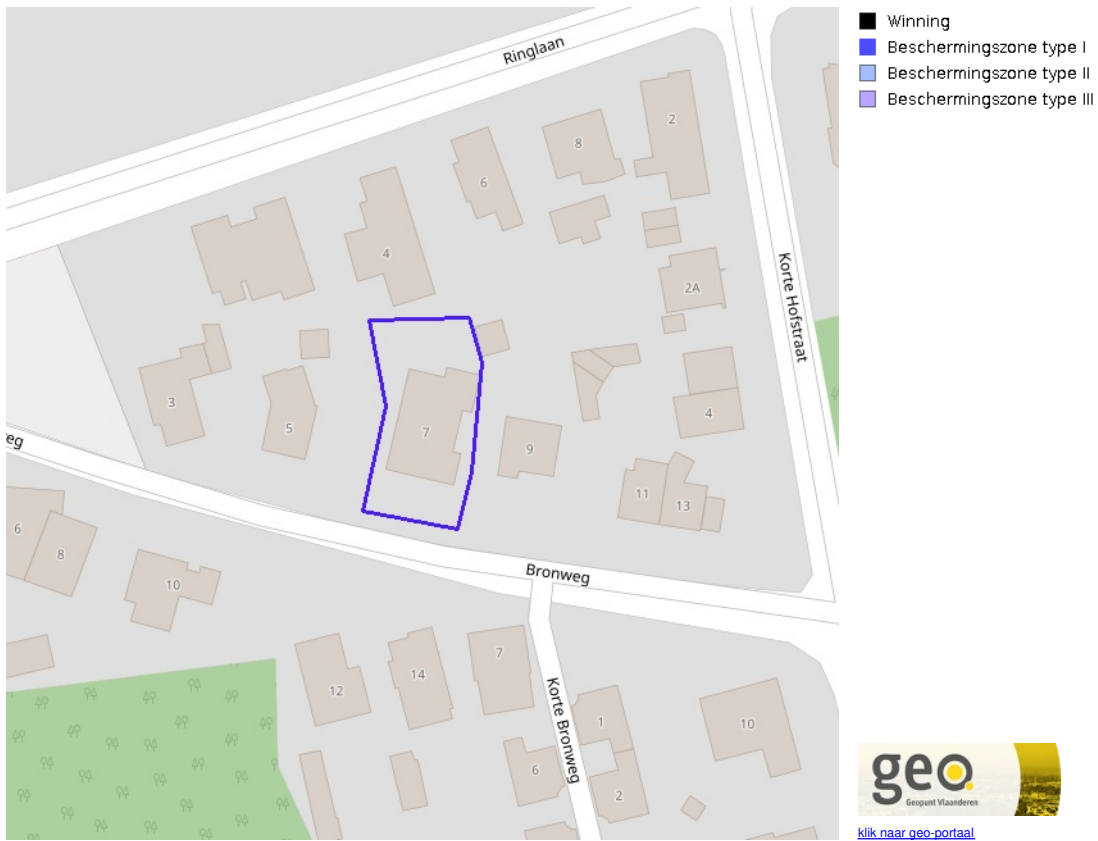 Winning
Beschermingszone type I
Beschermingszone type II
Beschermingszone type III
Ringlaan
2
8
6
4
2A
Korte Hofstraat
3
5
7
9
4
11
13
eg
6
8
10
Bronweg
12
14
7
Korte Bronweg
1
10
6
2
geo.
Geopunt Vlaanderen
klik naar geo-portaal